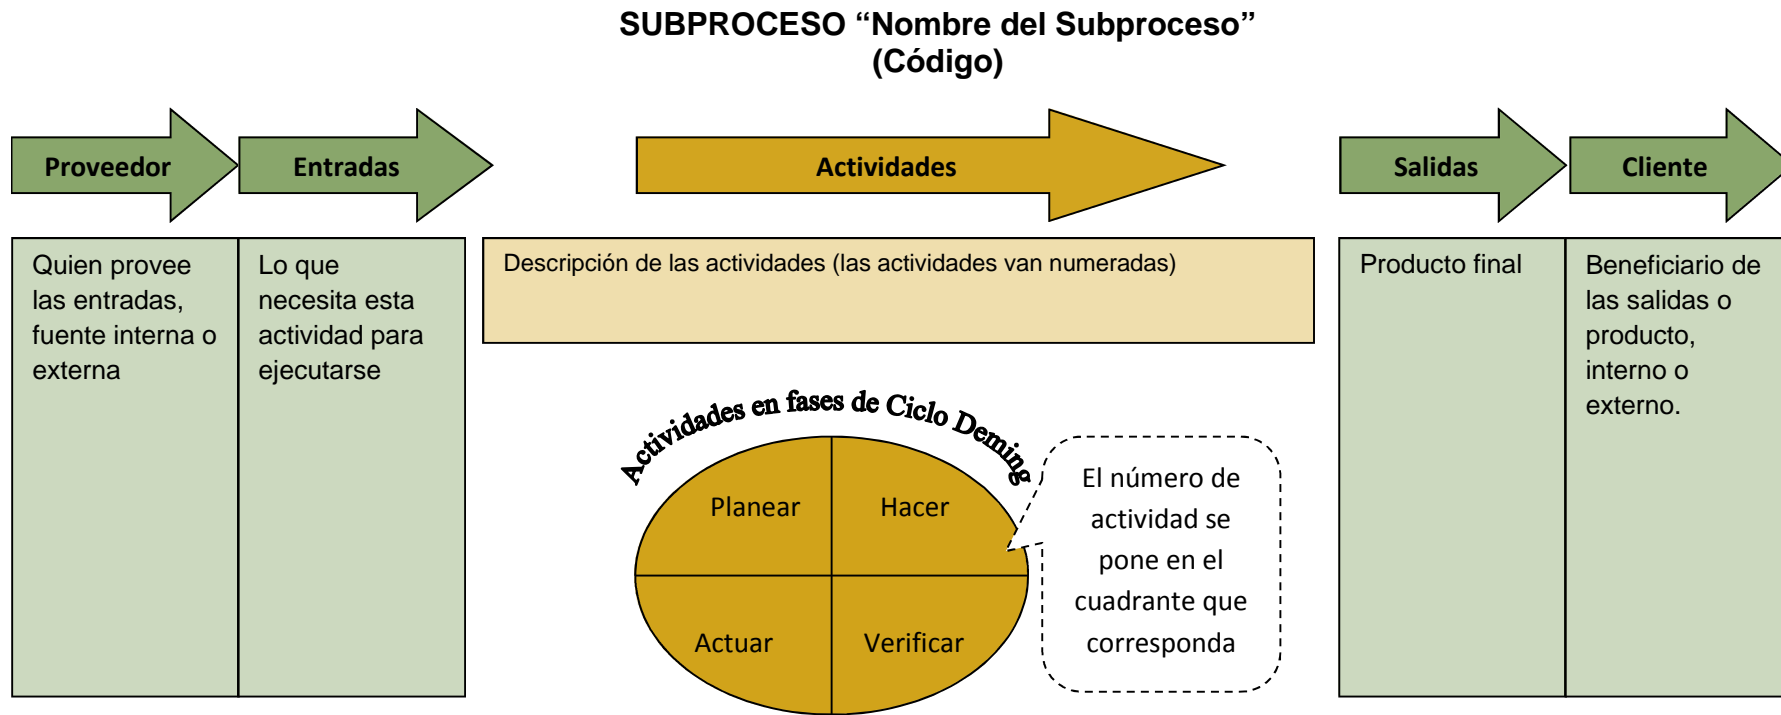 SUBPROCESO “Nombre del Subproceso”
(Código)
Proveedor
Entradas
Actividades
Salidas
Cliente
Quien provee
las entradas,
fuente interna o
externa
Lo que
necesita esta
actividad para
ejecutarse
Descripción de las actividades (las actividades van numeradas)
Producto final
Beneficiario de
las salidas o
producto,
interno o
externo.
Actividades en fases de Ciclo Deming
Planear
Hacer
Actuar
Verificar
El número de
actividad se
pone en el
cuadrante que
corresponda